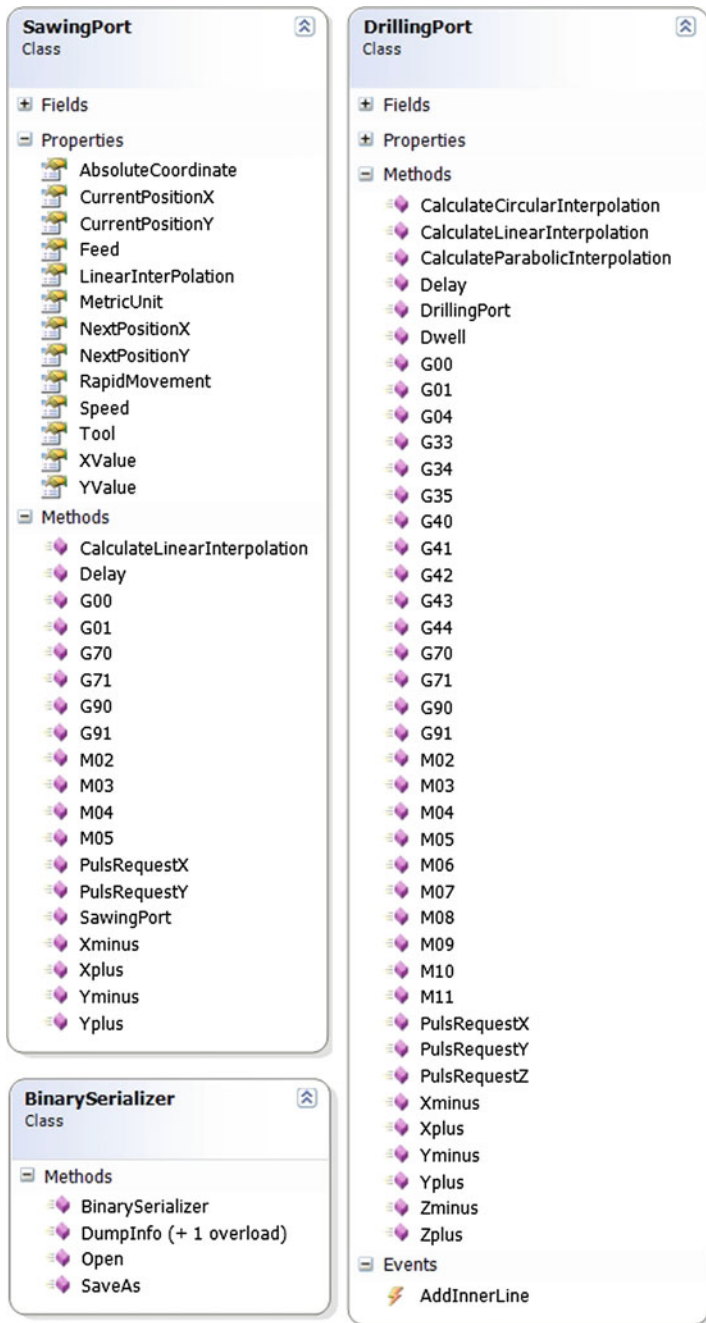 SawingPort
Class
Fields
Properties
AbsoluteCoordinate
CurrentPositionX
CurrentPositionY
Feed
LinearInterPolation
MetricUnit
NextPositionX
NextPositionY
RapidMovement
Speed
Tool
XValue
YValue
Methods
CalculateLinearInterpolation
Delay
G00
G01
G70
G71
G90
G91
M02
M03
M04
M05
PulsRequestX
PulsRequestY
SawingPort
Xminus
Xplus
Yminus
Yplus
BinarySerializer
Class
Methods
BinarySerializer
DumpInfo (+ 1 overload)
Open
SaveAs
DrillingPort
Class
Fields
Properties
Methods
CalculateCircularInterpolation
CalculateLinearInterpolation
CalculateParabolicInterpolation
Delay
DrillingPort
Dwell
G00
G01
G04
G33
G34
G35
G40
G41
G42
G43
G44
G70
G71
G90
G91
M02
M03
M04
M05
M06
M07
M08
M09
M10
M11
PulsRequestX
PulsRequestY
PulsRequestZ
Xminus
Xplus
Yminus
Yplus
Zminus
Zplus
Events
AddInnerLine